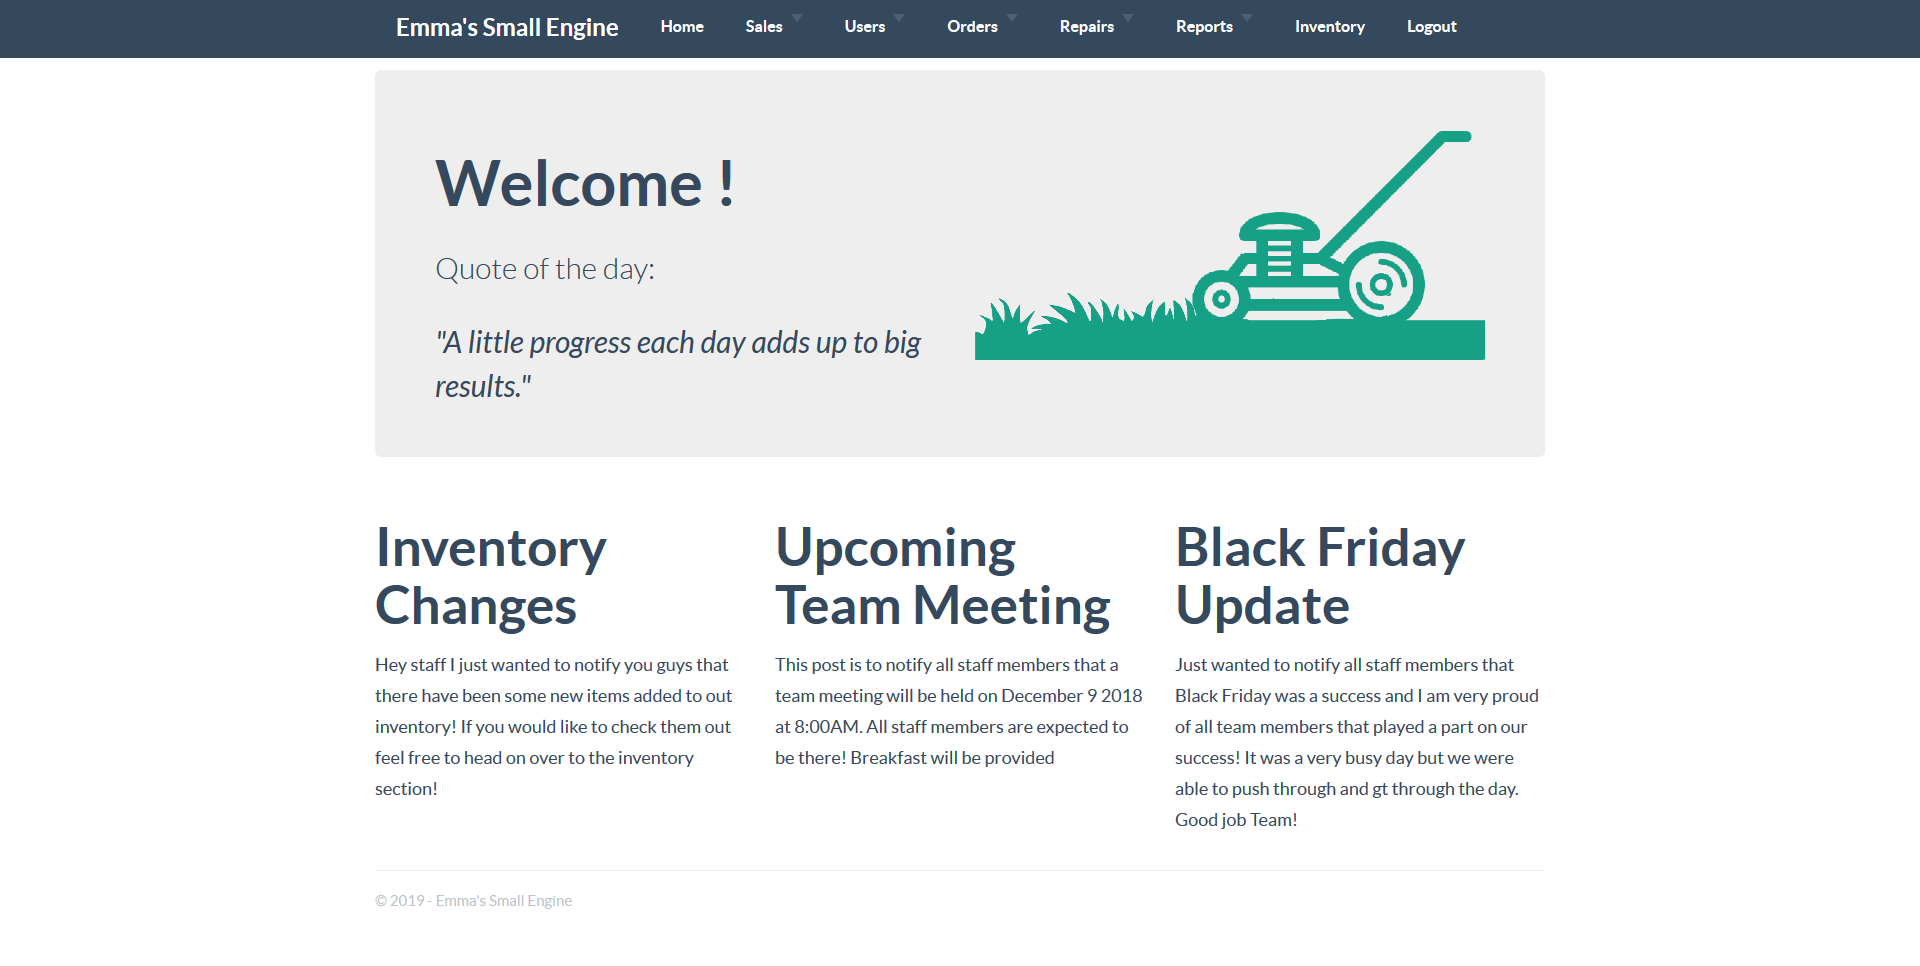 Emma's Small Engine Home Sales Users Orders Repairs Reports Inventory Logout
Welcome !
Quote of the day:
"A little progress each day adds up to big
results."
Inventory
Changes
Hey staff I just wanted to notify you guys that
there have been some new items added to out
inventory! If you would like to check them out
feel free to head on over to the inventory
section!
Upcoming
Team Meeting
This post is to notify all staff members that a
team meeting will be held on December 9 2018
at 8:00AM. All staff members are expected to
be there! Breakfast will be provided
Black Friday
Update
Just wanted to notify all staff members that
Black Friday was a success and I am very proud
of all team members that played a part on our
success! It was a very busy day but we were
able to push through and gt through the day.
Good job Team!
© 2019 - Emma's Small Engine